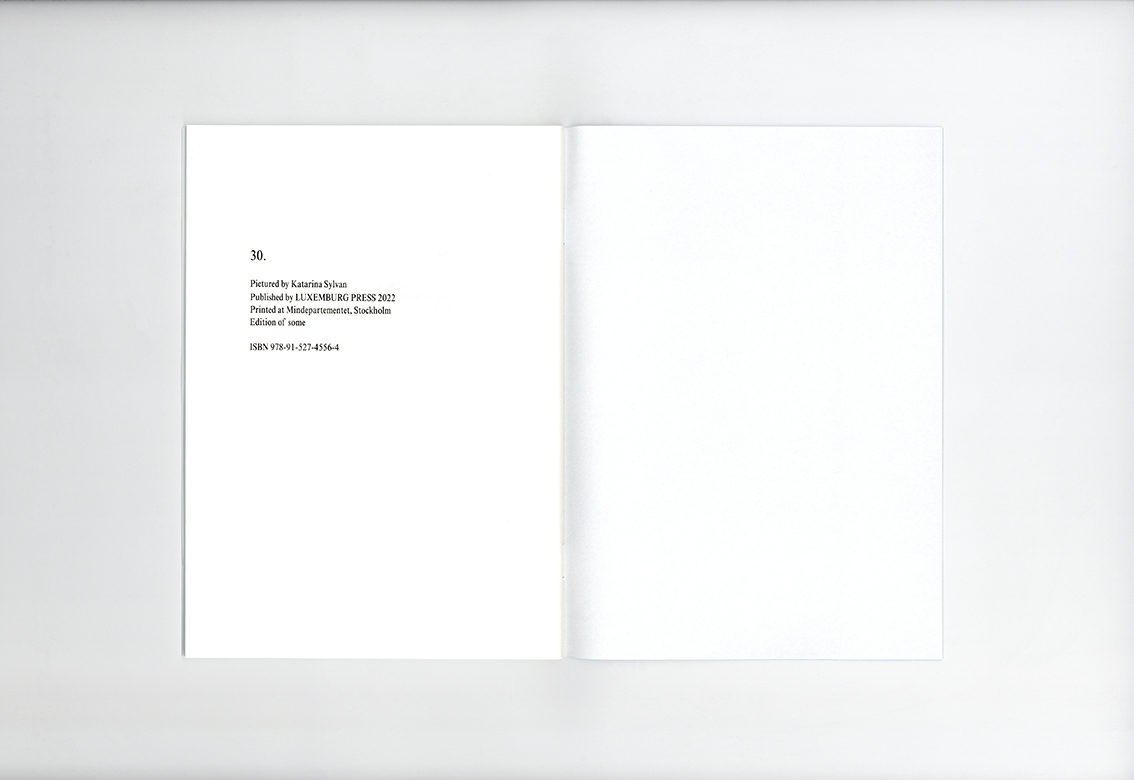 30.
Pictured by Katarina Sylvan
Published by LUXEMBURG PRESS 2022
Printed at Mindepartementet, Stockholm
Edition of some
ISBN 978-91-527-4556-4